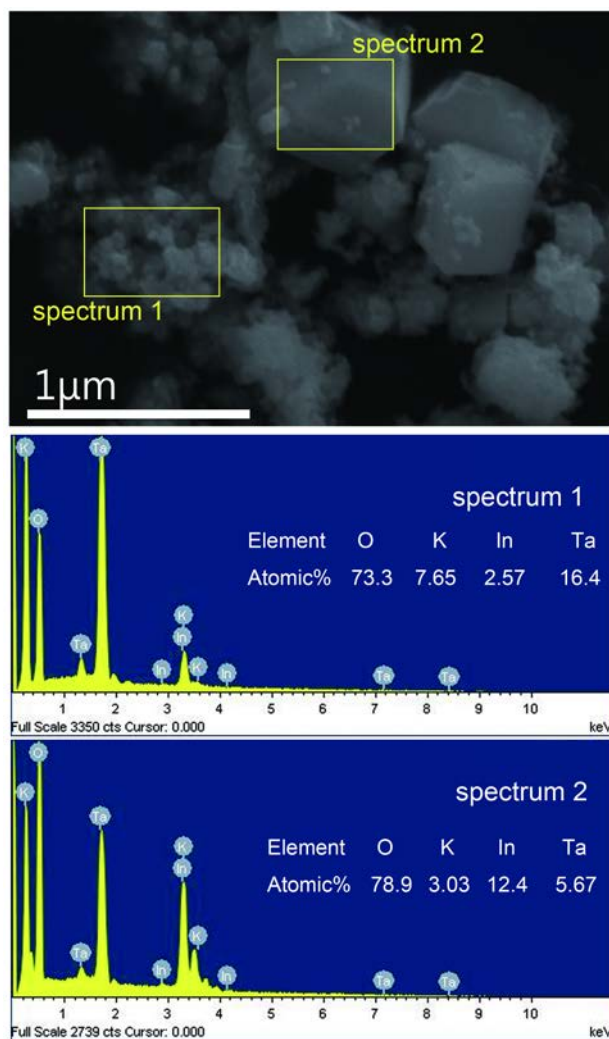 spectrum 2
spectrum 1
1μm
K Ta
O
spectrum 1
Element O K In Ta
Atomic% 73.3 7.65 2.57 16.4
K
In
Ta In K In Ta Ta
1 2 3 4 5 6 7 8 9 10
Full Scale 3350 cts Cursor: 0.000 keV
O
K Ta
spectrum 2
Element O K In Ta
Atomic% 78.9 3.03 12.4 5.67
K
In
K
Ta In In Ta Ta
1 2 3 4 5 6 7 8 9 10
Full Scale 2739 cts Cursor: 0.000 keV